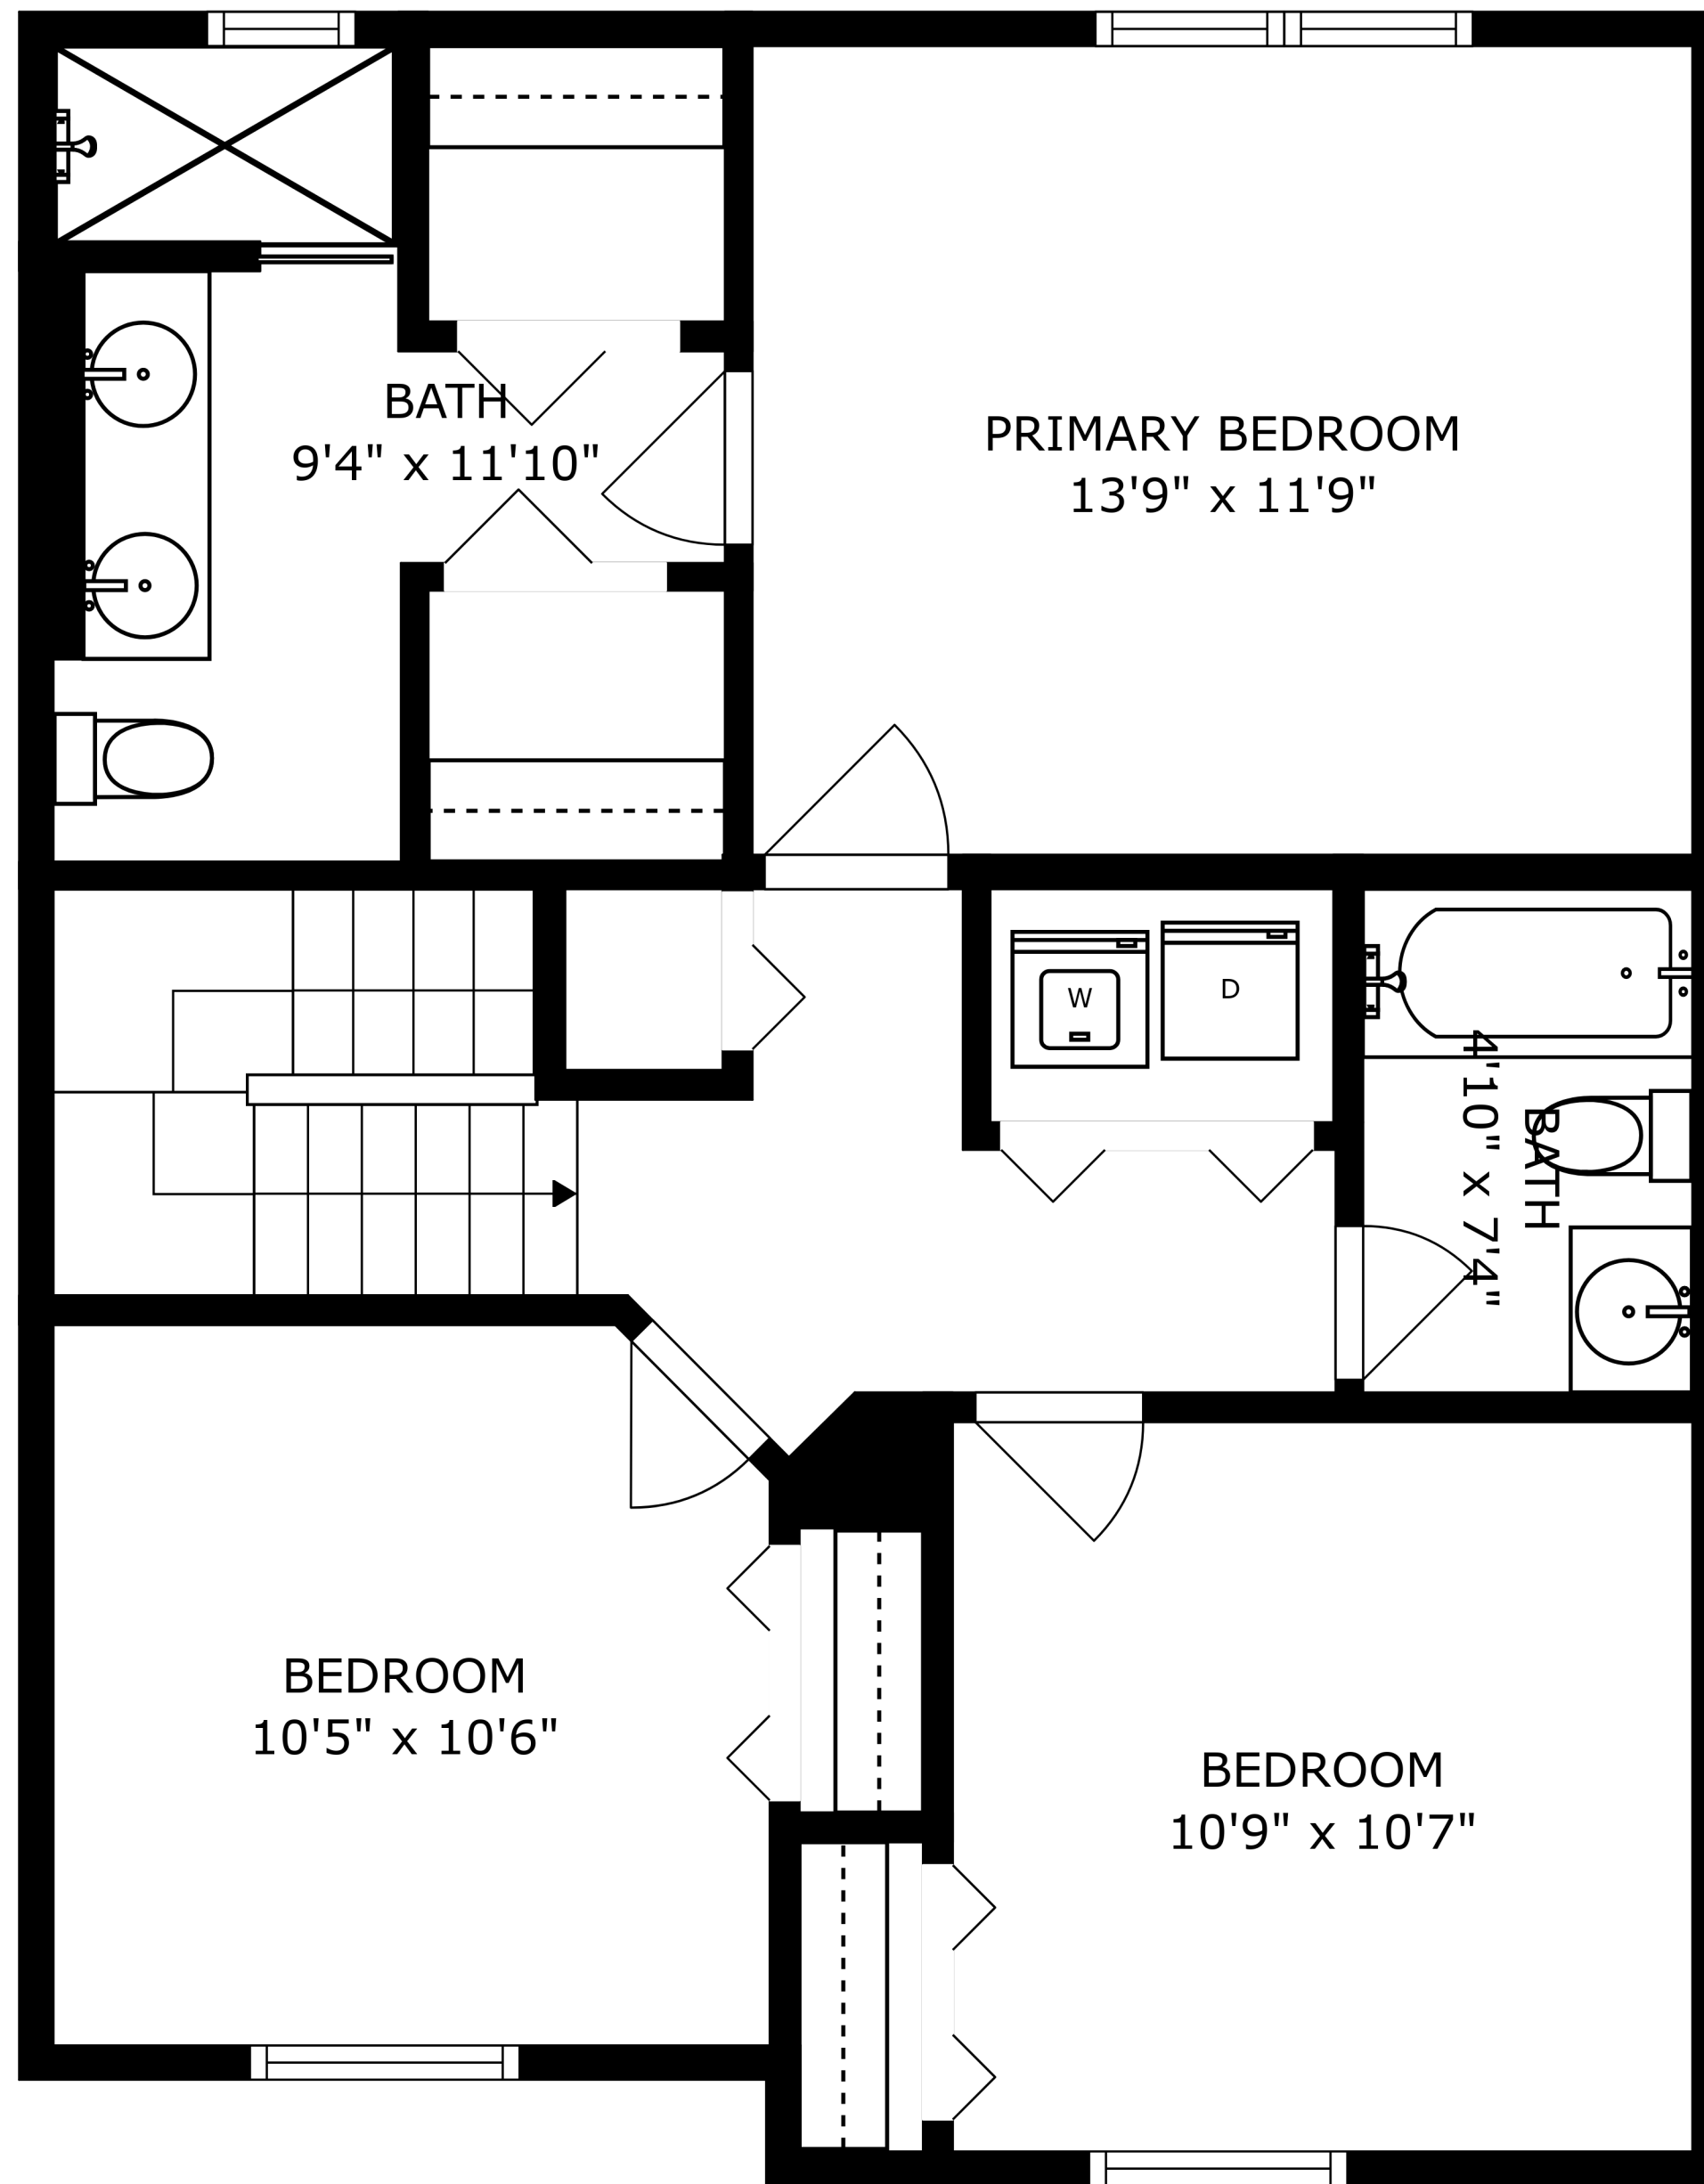 BATH
9'4" x 11'10"
PRIMARY BEDROOM
13'9" x 11'9"
W
D
BATH
4'10" x 7'4"
BEDROOM
10'5" x 10'6"
BEDROOM
10'9" x 10'7"